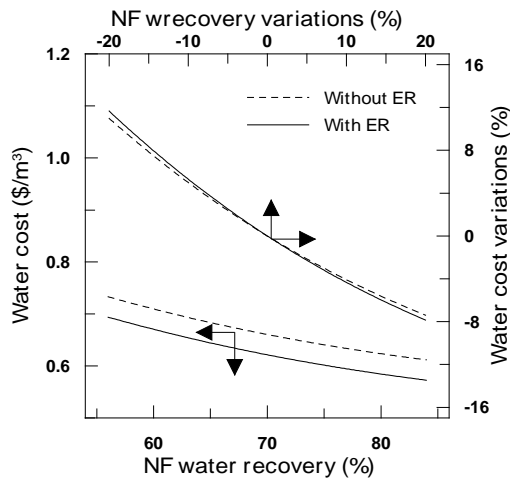 NF wrecovery variations (%)
-20 -10 0 10 20
1.2
1.0
0.8
0.6
Water cost ($/m³)
16
8
0
-8
-16
Water cost variations (%)
Without ER
With ER
60 70 80
NF water recovery (%)